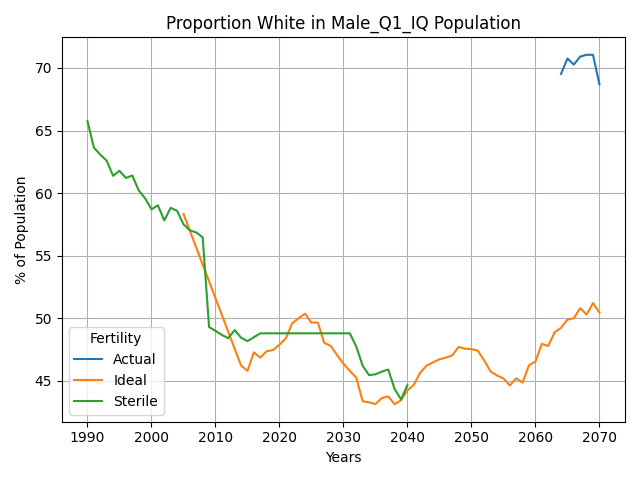 Proportion White in Male_Q1_IQ Population
% of Population
70
65
60
55
50
45
Fertility
Actual
Ideal
Sterile
1990 2000 2010 2020 2030 2040 2050 2060 2070
Years